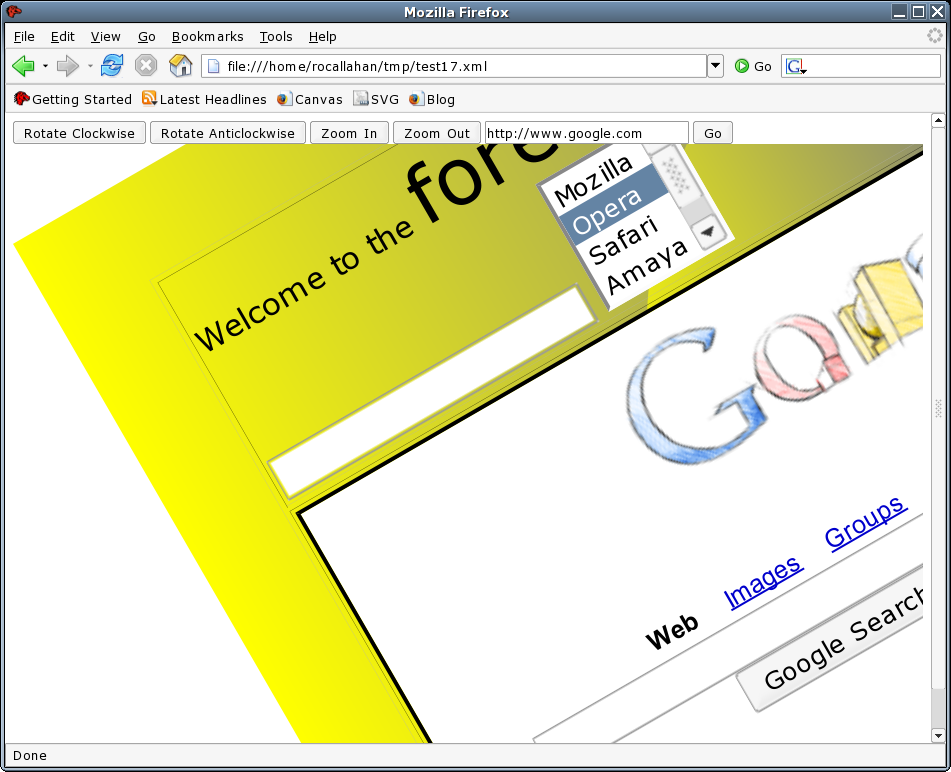 Mozilla Firefox
File Edit View Go Bookmarks Tools Help
file:///home/rocallahan/tmp/test17.xml Go G
Getting Started Latest Headlines Canvas SVG Blog
Rotate Clockwise Rotate Anticlockwise Zoom In Zoom Out http://www.google.com Go
Welcome to the fore
Mozilla
Opera
Safari
Amaya
Goo
Web Images Groups
Google Search
Done